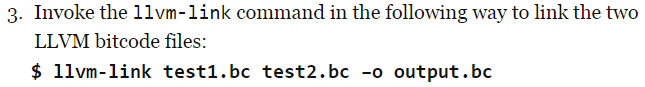 3. Invoke the llvm-link command in the following way to link the two
LLVM bitcode files:
$ llvm-link test1.bc test2.bc –o output.bc